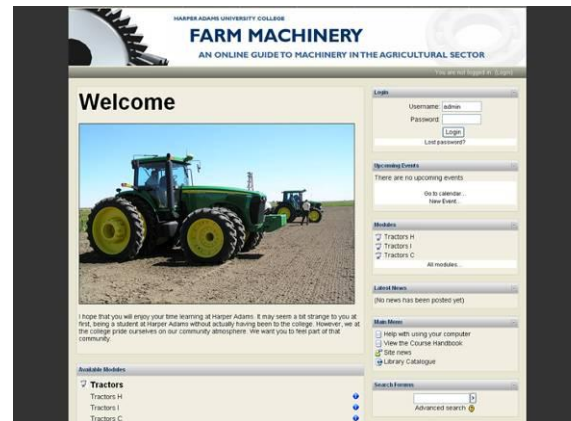 HARPER ADAMS UNIVERSITY COLLEGE
FARM MACHINERY
AN ONLINE GUIDE TO MACHINERY IN THE AGRICULTURAL SECTOR
You are not logged in. (Login)
Welcome
I hope that you will enjoy your time learning at Harper Adams. It may seem a bit strange to you at
first, being a student at Harper Adams without actually having been to the college. However, we at
the college pride ourselves on our community atmosphere. We want you to feel part of that
community.
Available Modules
Tractors
Tractors H
Tractors I
Tractors C
Login
Username: admin
Password:
Login
Lost password?
Upcoming Events
There are no upcoming events
Go to calendar...
New Event...
Modules
Tractors H
Tractors I
Tractors C
All modules...
Latest News
(No news has been posted yet)
Main Menu
Help with using your computer
View the Course Handbook
Site news
Library Catalogue
Search Forums
Advanced search